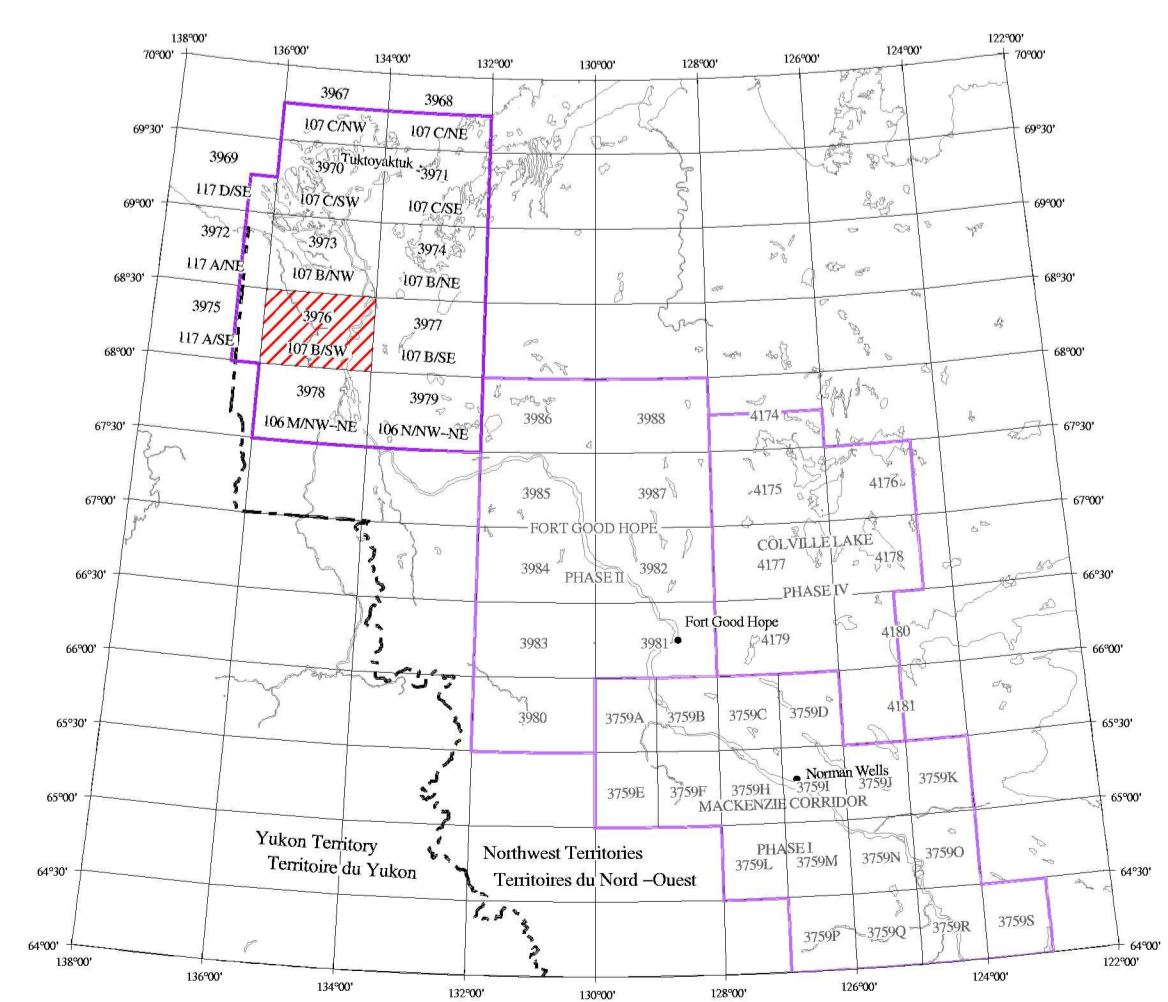 138°00'
136°00'
134°00'
132°00'
130°00'
128°00'
126°00'
124°00'
122°00'
70°00'
70°00'
3967
3968
107 C/NW
107 C/NE
69°30'
69°30'
3969
Tuktoyaktuk
3970
3971
117 D/SE
107 C/SW
107 C/SE
69°00'
69°00'
3972
3973
3974
117 A/NE
107 B/NW
107 B/NE
68°30'
68°30'
3975
3976
3977
117 A/SE
107 B/SW
107 B/SE
68°00'
68°00'
3978
3979
3986
3988
4174
106 M/NW-NE
106 N/NW-NE
67°30'
67°30'
3985
3987
4175
4176
67°00'
67°00'
FORT GOOD HOPE
COLVILLE LAKE
3984
3982
4177
4178
PHASE II
PHASE IV
66°30'
66°30'
Fort Good Hope
3983
3981
4179
4180
66°00'
66°00'
3980
3759A
3759B
3759C
3759D
4181
65°30'
65°30'
Norman Wells
3759E
3759F
3759H
3759I
3759J
3759K
MACKENZIE CORRIDOR
65°00'
65°00'
Yukon Territory
Territoire du Yukon
Northwest Territories
Territoires du Nord -Ouest
PHASE I
3759L
3759M
3759N
3759O
64°30'
64°30'
3759P
3759Q
3759R
3759S
64°00'
64°00'
138°00'
136°00'
134°00'
132°00'
130°00'
128°00'
126°00'
124°00'
122°00'